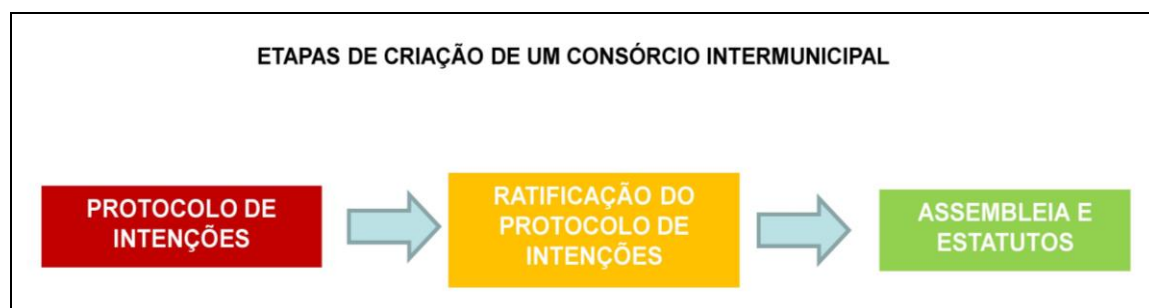 ETAPAS DE CRIAÇÃO DE UM CONSÓRCIO INTERMUNICIPAL
PROTOCOLO DE
INTENÇÕES
RATIFICAÇÃO DO
PROTOCOLO DE
INTENÇÕES
ASSEMBLEIA E
ESTATUTOS